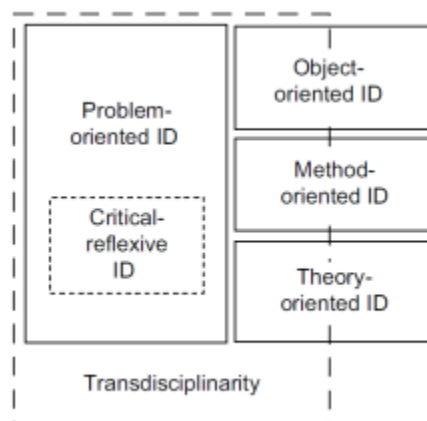 Problem-
oriented ID
Critical-
reflexive
ID
Object-
oriented ID
Method-
oriented ID
Theory-
oriented ID
Transdisciplinarity